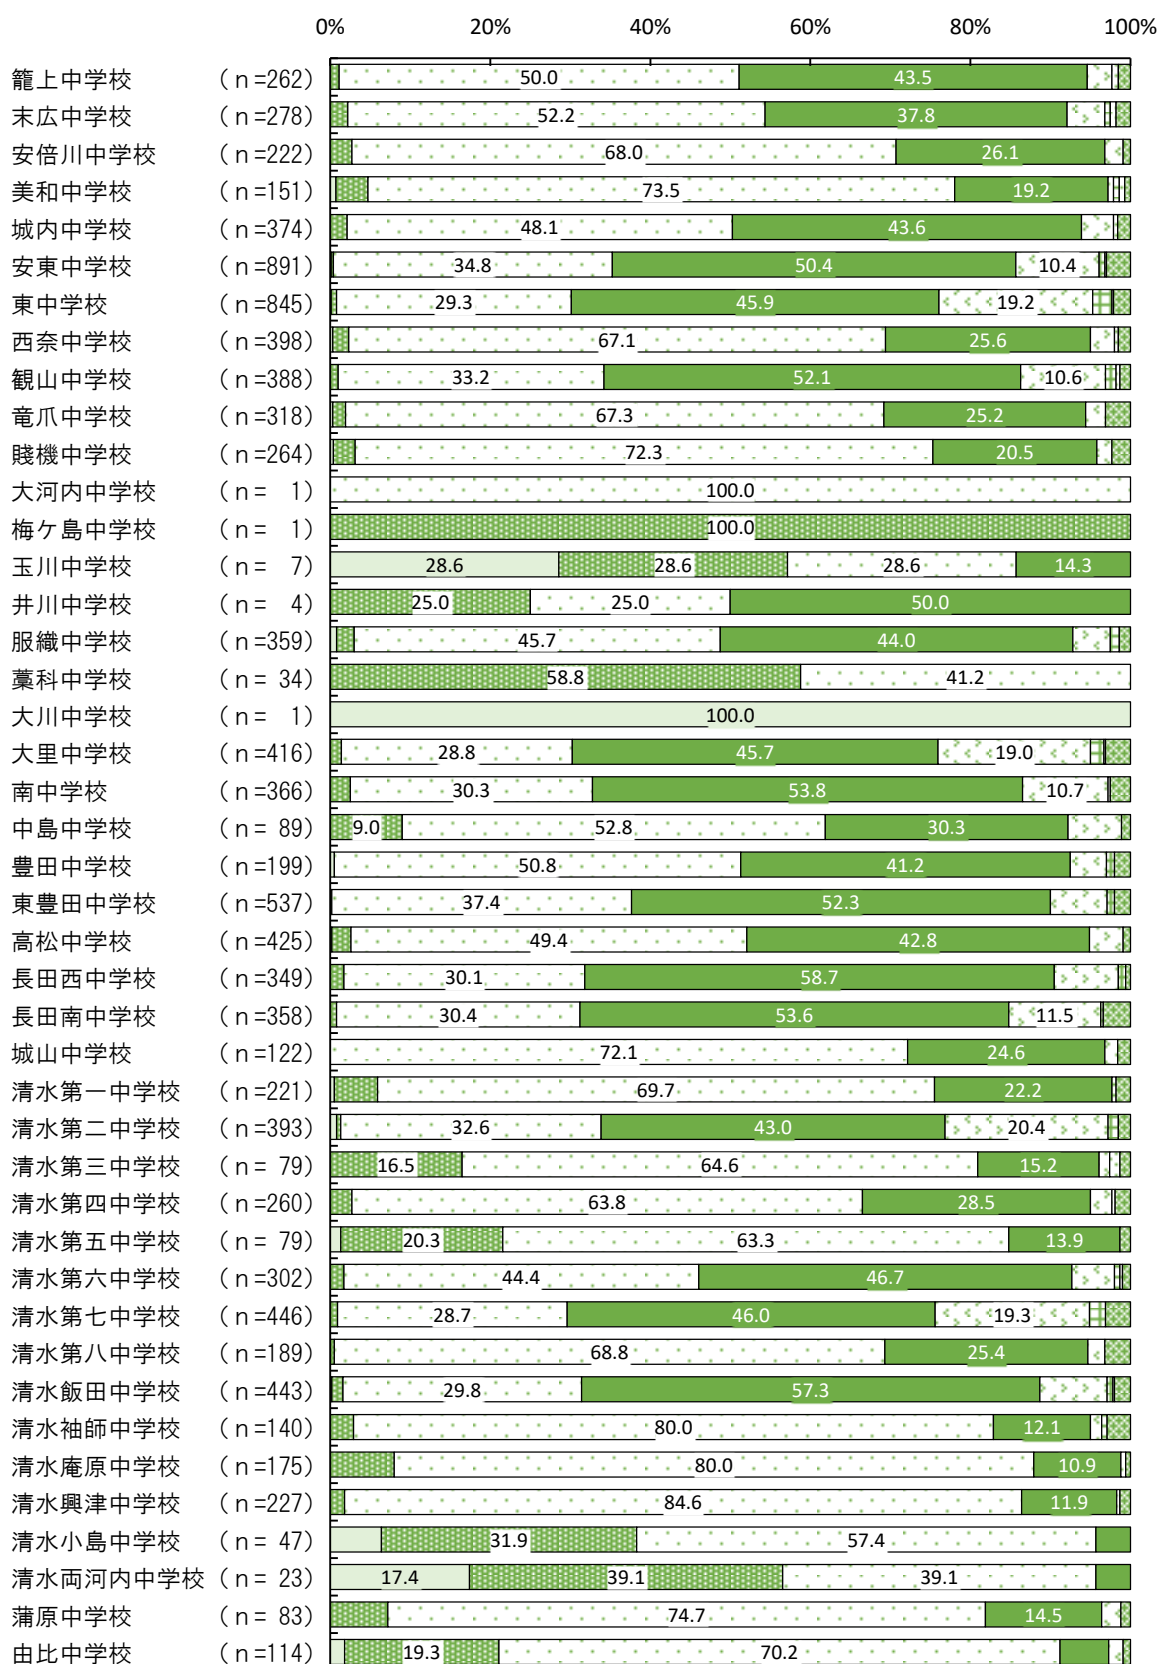 0% 20% 40% 60% 80% 100%
籠上中学校 (n=262) 50.0 43.5
末広中学校 (n=278) 52.2 37.8
安倍川中学校 (n=222) 68.0 26.1
美和中学校 (n=151) 73.5 19.2
城内中学校 (n=374) 48.1 43.6
安東中学校 (n=891) 34.8 50.4 10.4
東中学校 (n=845) 29.3 45.9 19.2
西奈中学校 (n=398) 67.1 25.6
観山中学校 (n=388) 33.2 52.1 10.6
竜爪中学校 (n=318) 67.3 25.2
賤機中学校 (n=264) 72.3 20.5
大河内中学校 (n= 1) 100.0
梅ケ島中学校 (n= 1) 100.0
玉川中学校 (n= 7) 28.6 28.6 28.6 14.3
井川中学校 (n= 4) 25.0 25.0 50.0
服織中学校 (n=359) 45.7 44.0
藁科中学校 (n= 34) 58.8 41.2
大川中学校 (n= 1) 100.0
大里中学校 (n=416) 28.8 45.7 19.0
南中学校 (n=366) 30.3 53.8 10.7
中島中学校 (n= 89) 9.0 52.8 30.3
豊田中学校 (n=199) 50.8 41.2
東豊田中学校 (n=537) 37.4 52.3
高松中学校 (n=425) 49.4 42.8
長田西中学校 (n=349) 30.1 58.7
長田南中学校 (n=358) 30.4 53.6 11.5
城山中学校 (n=122) 72.1 24.6
清水第一中学校 (n=221) 69.7 22.2
清水第二中学校 (n=393) 32.6 43.0 20.4
清水第三中学校 (n= 79) 16.5 64.6 15.2
清水第四中学校 (n=260) 63.8 28.5
清水第五中学校 (n= 79) 20.3 63.3 13.9
清水第六中学校 (n=302) 44.4 46.7
清水第七中学校 (n=446) 28.7 46.0 19.3
清水第八中学校 (n=189) 68.8 25.4
清水飯田中学校 (n=443) 29.8 57.3
清水袖師中学校 (n=140) 80.0 12.1
清水庵原中学校 (n=175) 80.0 10.9
清水興津中学校 (n=227) 84.6 11.9
清水小島中学校 (n= 47) 31.9 57.4
清水両河内中学校 (n= 23) 17.4 39.1 39.1
蒲原中学校 (n= 83) 74.7 14.5
由比中学校 (n=114) 19.3 70.2